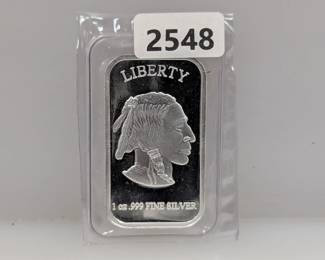 2548
LIBERTY
1 oz .999 FINE SILVER